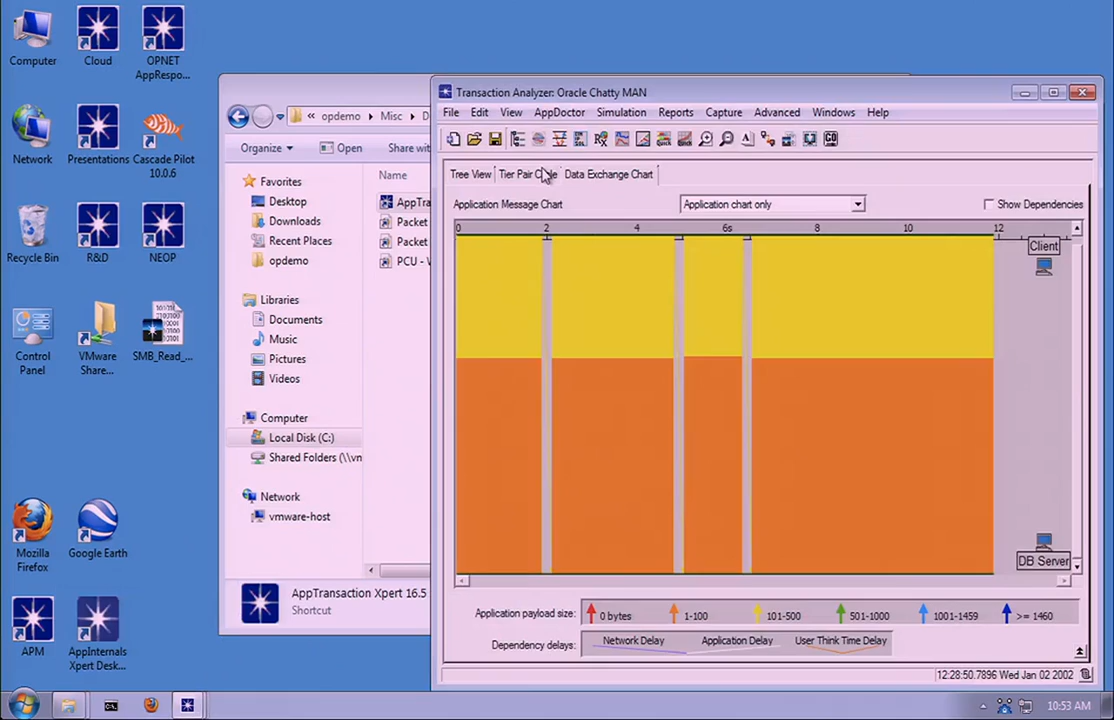 Computer
Cloud
OPNET
AppRespo...
Network
Presentations
Cascade Pilot
10.0.6
Recycle Bin
R&D
NEOP
Control
Panel
VMware
Share...
SMB_Read_...
Mozilla
Firefox
Google Earth
APM
AppInternals
Xpert Desk...
« opdemo ▸ Misc ▸ D
Organize
Open
Share with
Favorites
Desktop
Downloads
Recent Places
opdemo
Libraries
Documents
Music
Pictures
Videos
Computer
Local Disk (C:)
Shared Folders (\\vm
Network
vmware-host
Name
AppTra
Packet
Packet
PCU - V
AppTransaction Xpert 16.5
Shortcut
Transaction Analyzer: Oracle Chatty MAN
File Edit View AppDoctor Simulation Reports Capture Advanced Windows Help
Tree View Tier Pair Circle Data Exchange Chart
Application Message Chart Application chart only Show Dependencies
0 2 4 6s 8 10 12
Client
DB Server
Application payload size: 0 bytes 1-100 101-500 501-1000 1001-1459 >= 1460
Dependency delays: Network Delay Application Delay User Think Time Delay
12:28:50.7896 Wed Jan 02 2002
10:53 AM